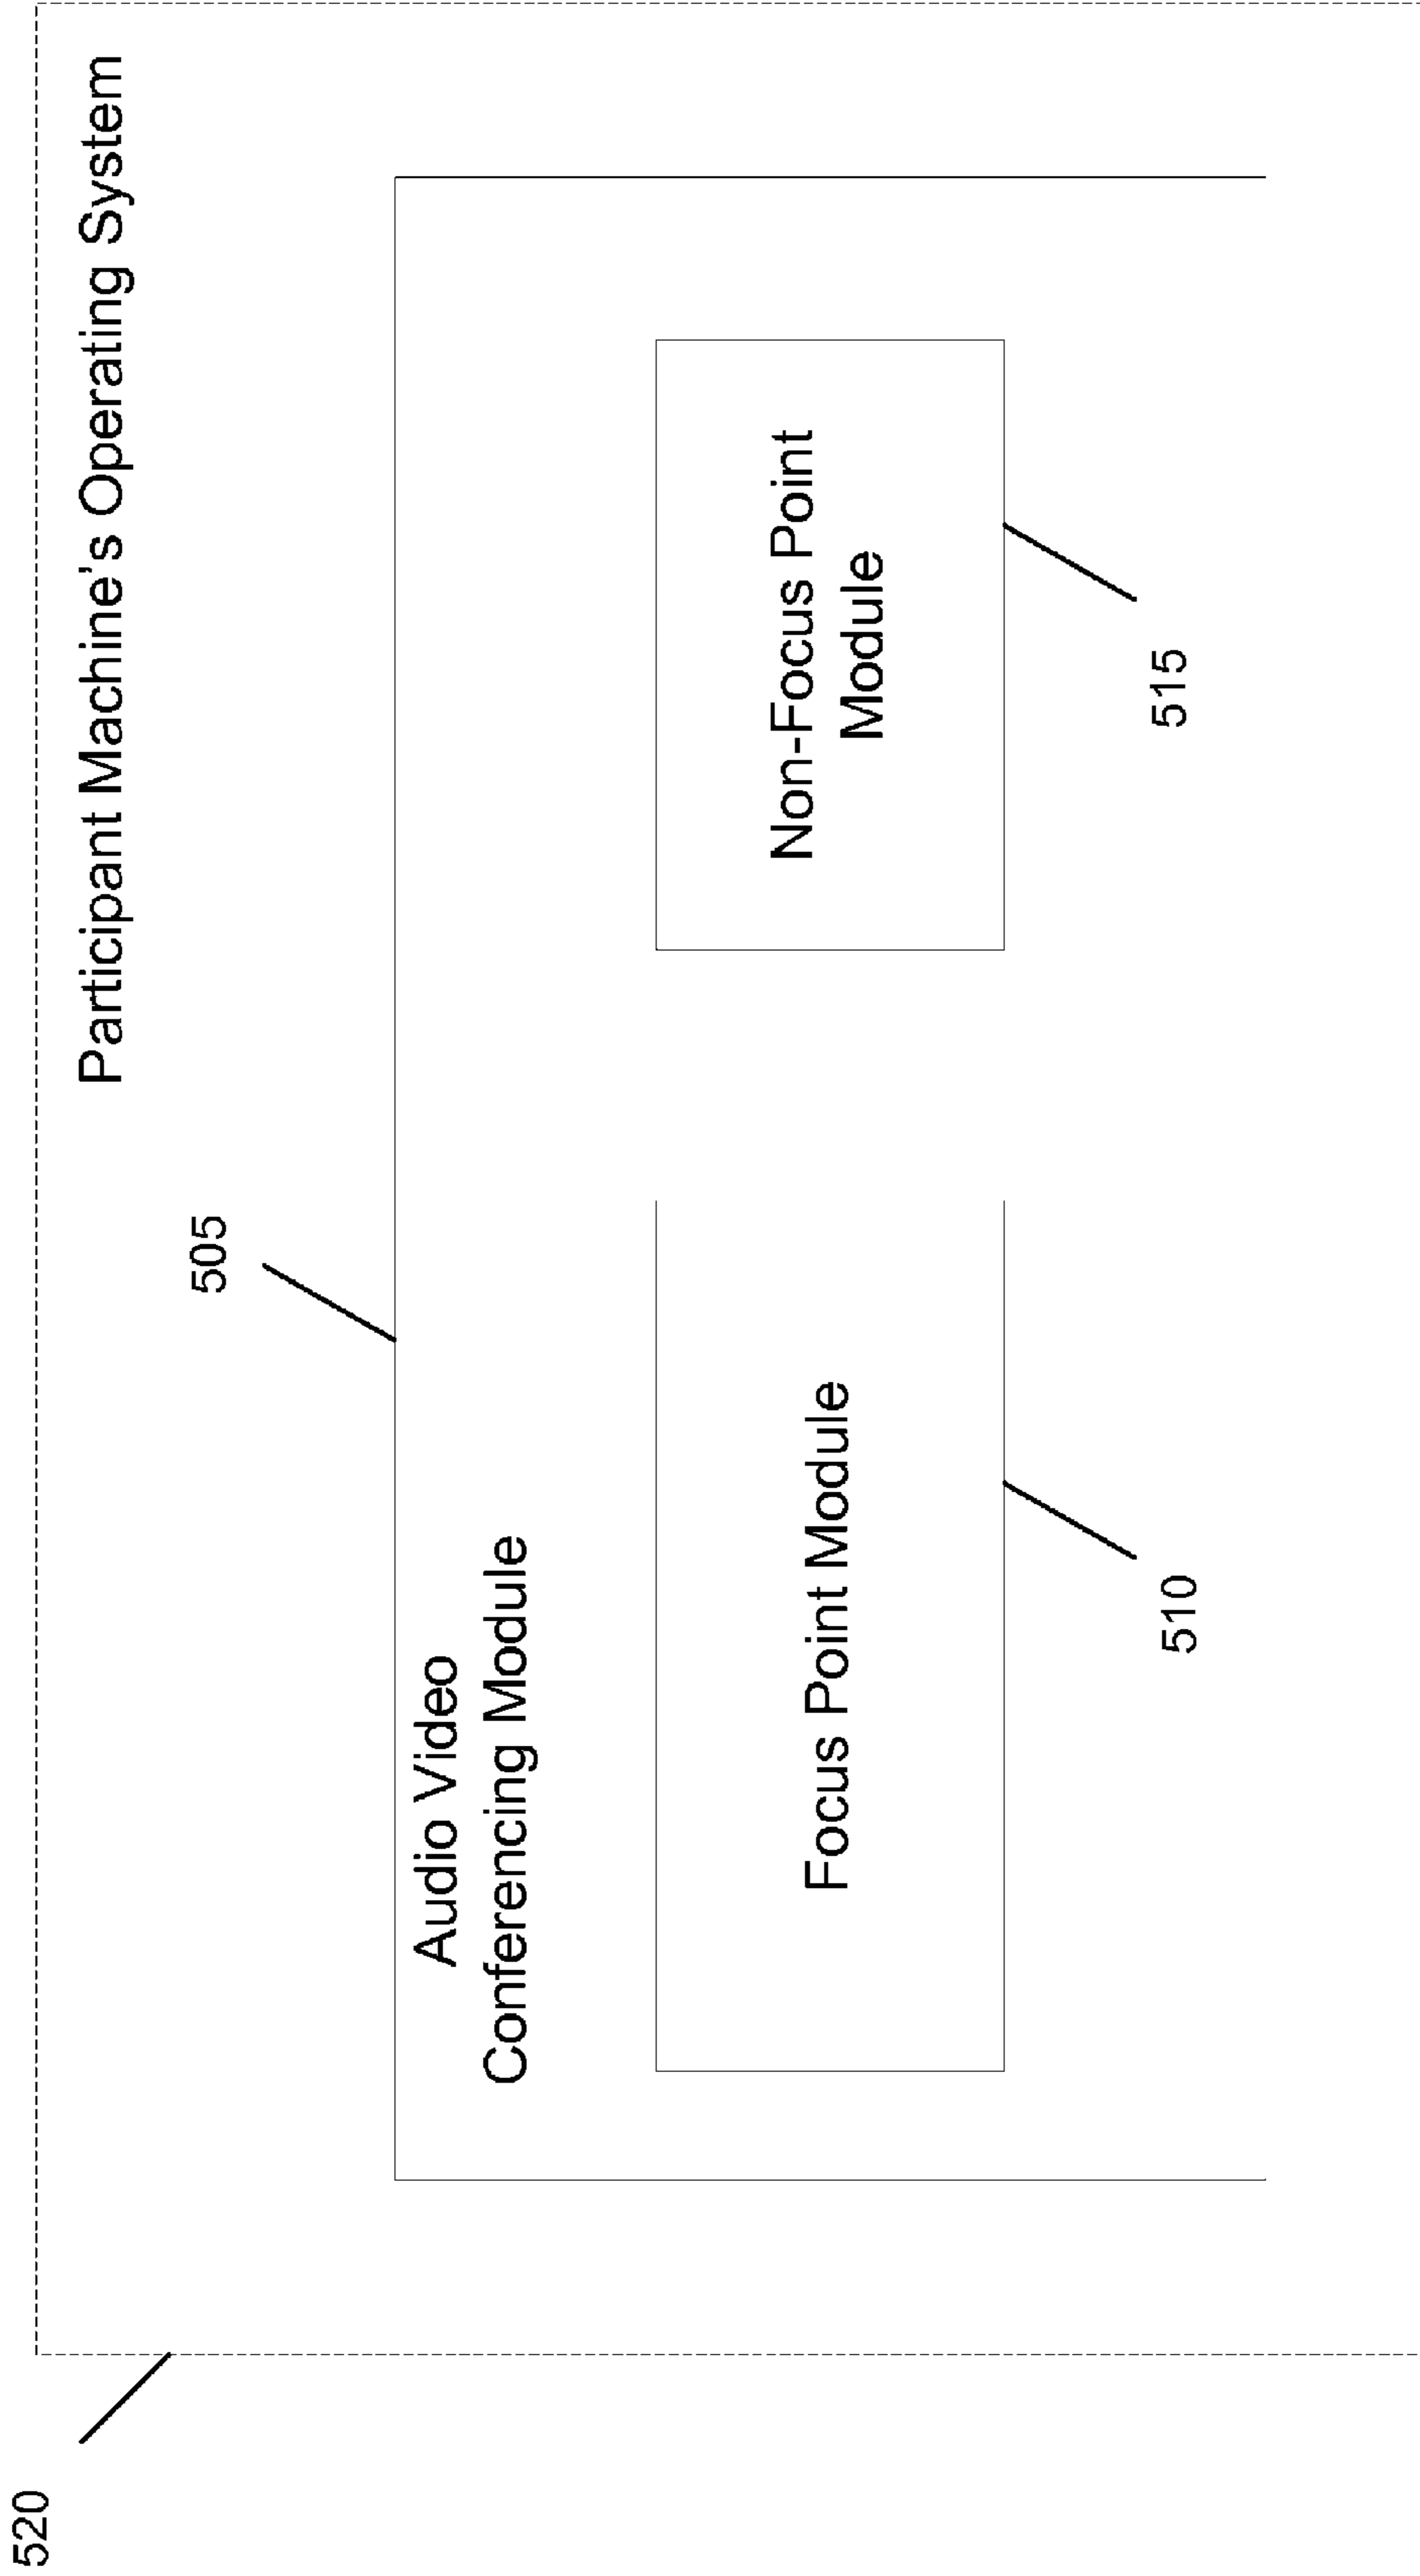 520
Participant Machine's Operating System
505
Audio Video
Conferencing Module
Focus Point Module
Non-Focus Point
Module
510
515